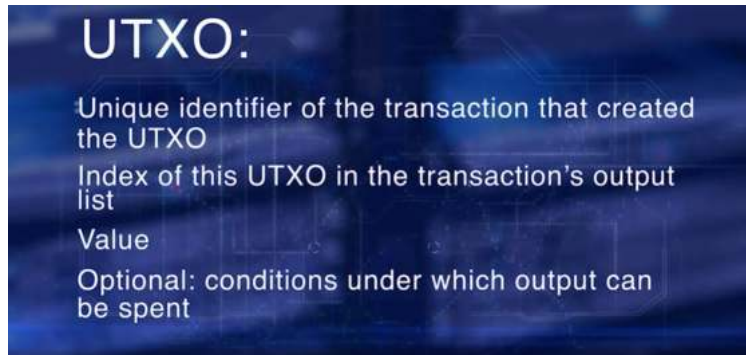 UTXO:
Unique identifier of the transaction that created
the UTXO
Index of this UTXO in the transaction’s output
list
Value
Optional: conditions under which output can
be spent